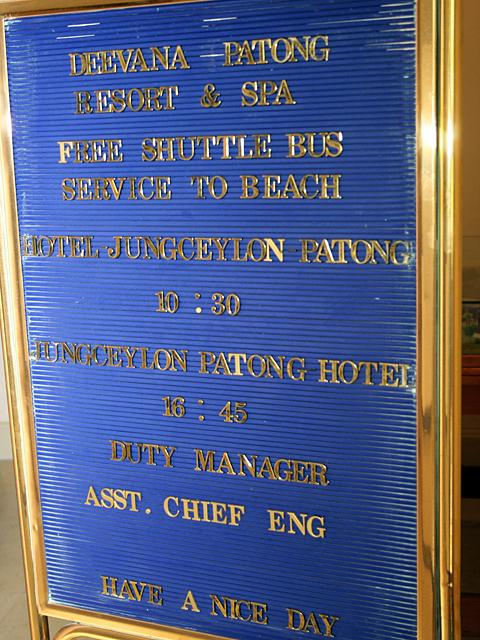 DEEVANA PATONG
RESORT & SPA
FREE SHUTTLE BUS
SERVICE TO BEACH
HOTEL-JUNGCEYLON PATONG
10 : 30
JUNGCEYLON PATONG HOTEL
16 : 45
DUTY MANAGER
ASST. CHIEF ENG
HAVE A NICE DAY